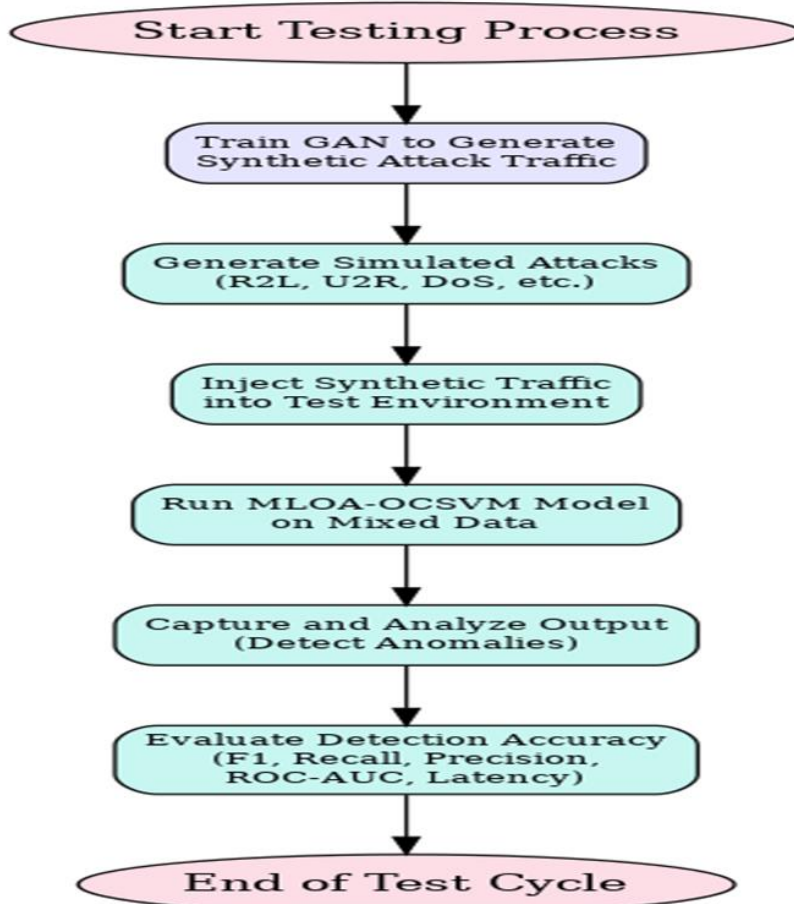 Start Testing Process
Train GAN to Generate
Synthetic Attack Traffic
Generate Simulated Attacks
(R2L, U2R, DoS, etc.)
Inject Synthetic Traffic
into Test Environment
Run MLOA-OCSVM Model
on Mixed Data
Capture and Analyze Output
(Detect Anomalies)
Evaluate Detection Accuracy
(F1, Recall, Precision,
ROC-AUC, Latency)
End of Test Cycle